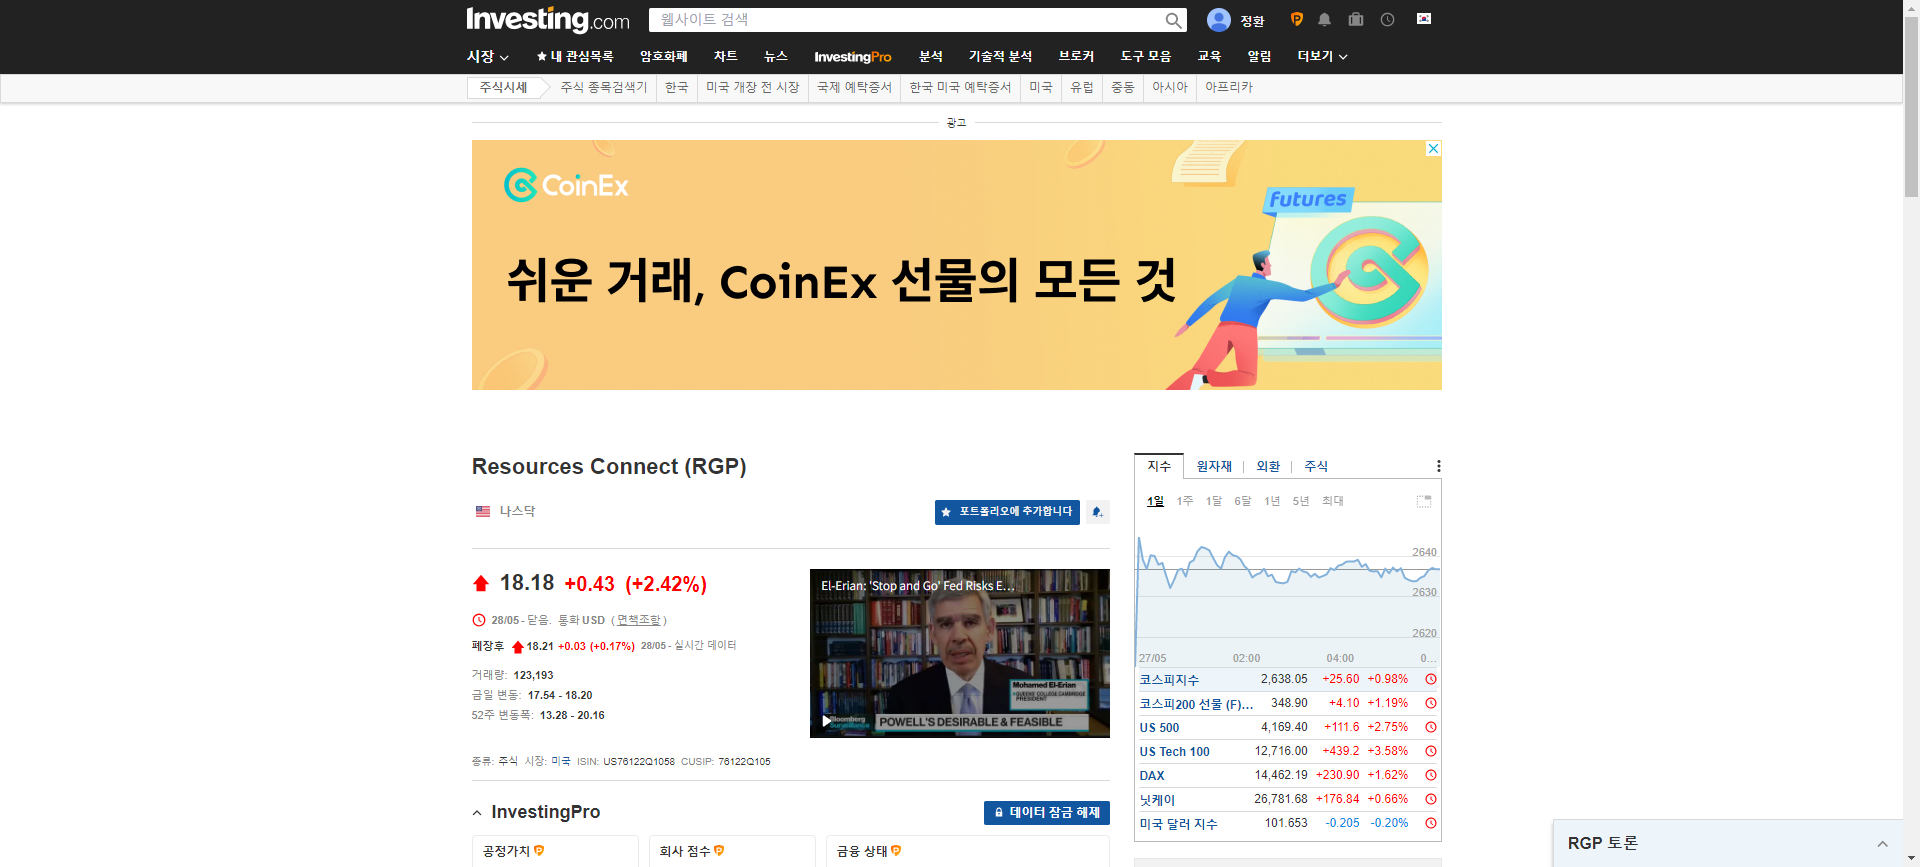 Investing.com
웹사이트 검색
정환
시장
내 관심목록
암호화폐
차트
뉴스
InvestingPro
분석
기술적 분석
브로커
도구 모음
교육
알림
더보기
주식시세
주식 종목검색기
한국
미국 개장 전 시장
국제 예탁증서
한국 미국 예탁증서
미국
유럽
중동
아시아
아프리카
광고
CoinEx
futures
쉬운 거래, CoinEx 선물의 모든 것
Resources Connect (RGP)
나스닥
포트폴리오에 추가합니다
18.18 +0.43 (+2.42%)
28/05 - 닫음. 통화 USD ( 면책조항 )
폐장후 18.21 +0.03 (+0.17%) 28/05 - 실시간 데이터
거래량: 123,193
금일 변동: 17.54 - 18.20
52주 변동폭: 13.28 - 20.16
El-Erian: 'Stop and Go' Fed Risks E...
Mohamed El-Erian
QUEENS' COLLEGE, CAMBRIDGE
PRESIDENT
Bloomberg
Surveillance
POWELL'S DESIRABLE & FEASIBLE
종류: 주식 시장: 미국 ISIN: US76122Q1058 CUSIP: 76122Q105
InvestingPro
데이터 잠금 해제
공정가치
회사 점수
금융 상태
지수
원자재
외환
주식
1일 1주 1달 6달 1년 5년 최대
2640
2630
2620
27/05 02:00 04:00 0...
코스피지수 2,638.05 +25.60 +0.98%
코스피200 선물 (F)... 348.90 +4.10 +1.19%
US 500 4,169.40 +111.6 +2.75%
US Tech 100 12,716.00 +439.2 +3.58%
DAX 14,462.19 +230.90 +1.62%
닛케이 26,781.68 +176.84 +0.66%
미국 달러 지수 101.653 -0.205 -0.20%
RGP 토론